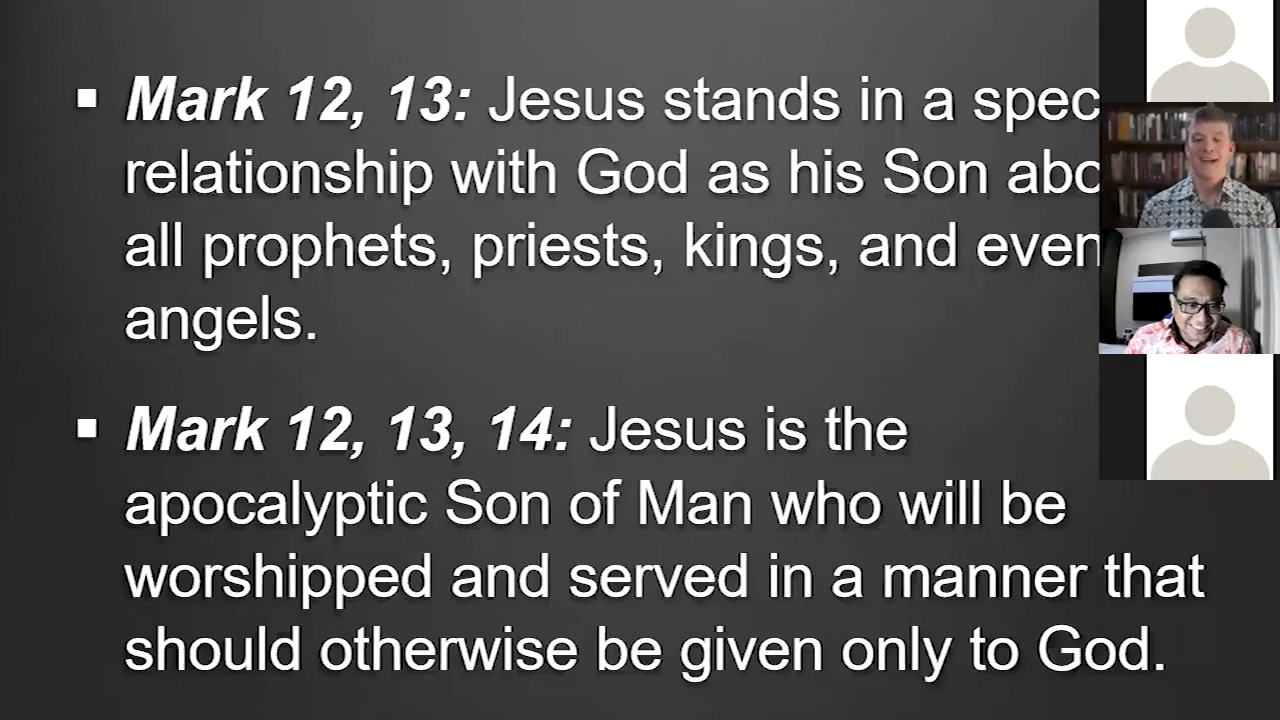 ▪ Mark 12, 13: Jesus stands in a spec
relationship with God as his Son abo
all prophets, priests, kings, and even
angels.
▪ Mark 12, 13, 14: Jesus is the
apocalyptic Son of Man who will be
worshipped and served in a manner that
should otherwise be given only to God.